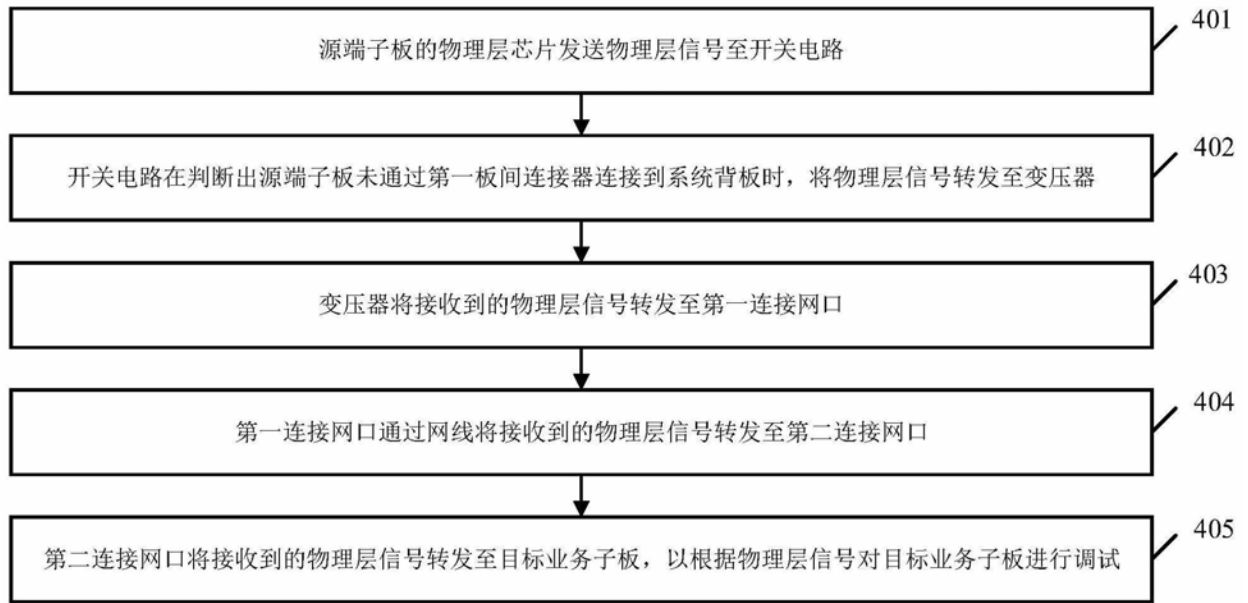 401
源端子板的物理层芯片发送物理层信号至开关电路
402
开关电路在判断出源端子板未通过第一板间连接器连接到系统背板时，将物理层信号转发至变压器
403
变压器将接收到的物理层信号转发至第一连接网口
404
第一连接网口通过网线将接收到的物理层信号转发至第二连接网口
405
第二连接网口将接收到的物理层信号转发至目标业务子板，以根据物理层信号对目标业务子板进行调试